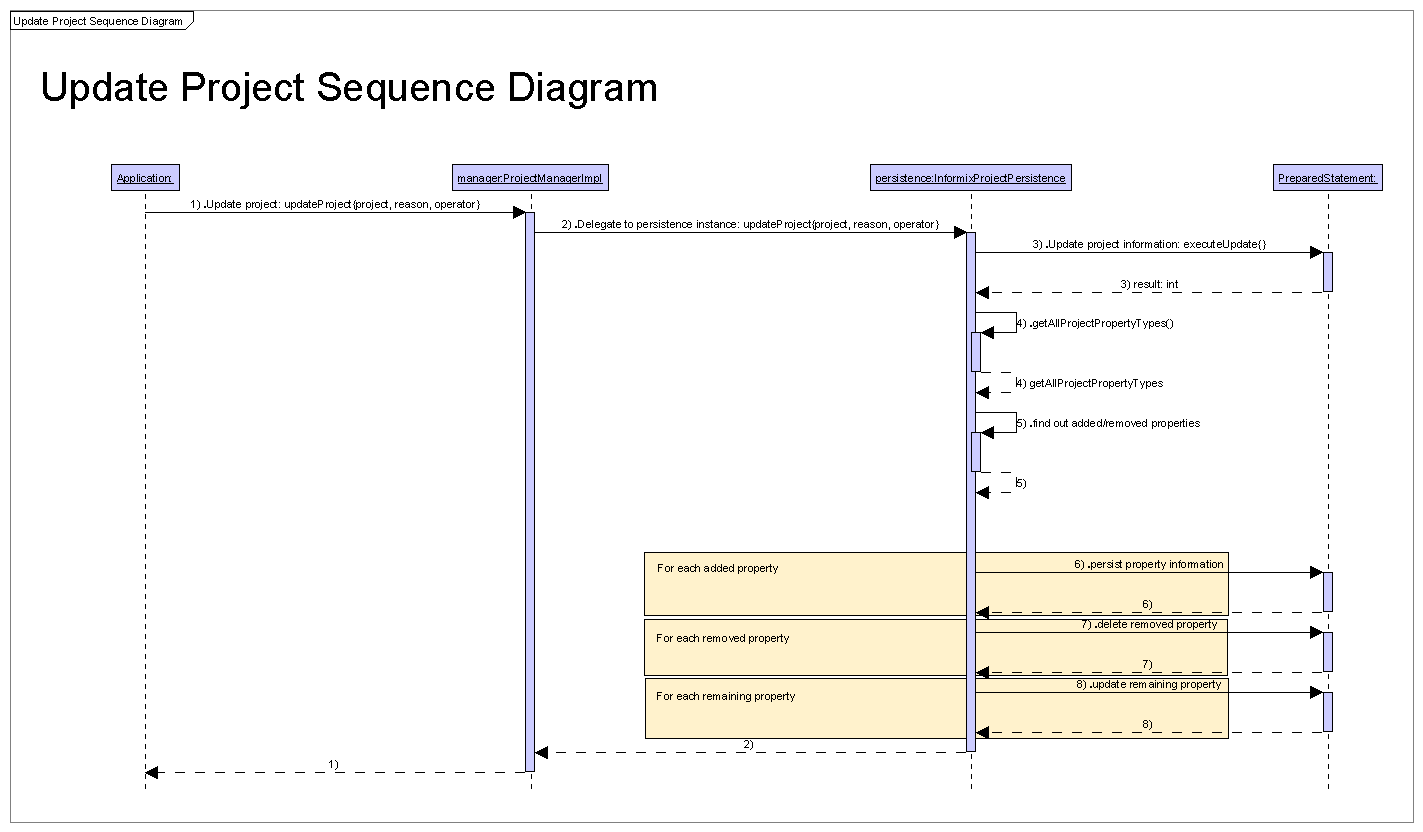 Update Project Sequence Diagram
Update Project Sequence Diagram
Application:
manager:ProjectManagerImpl
persistence:InformixProjectPersistence
PreparedStatement:
1) .Update project: updateProject{project, reason, operator}
2) .Delegate to persistence instance: updateProject{project, reason, operator}
3) .Update project information: executeUpdate{}
3) result: int
4) .getAllProjectPropertyTypes()
4) getAllProjectPropertyTypes
5) .find out added/removed properties
5)
For each added property
6) .persist property information
6)
For each removed property
7) .delete removed property
7)
For each remaining property
8) .update remaining property
8)
2)
1)